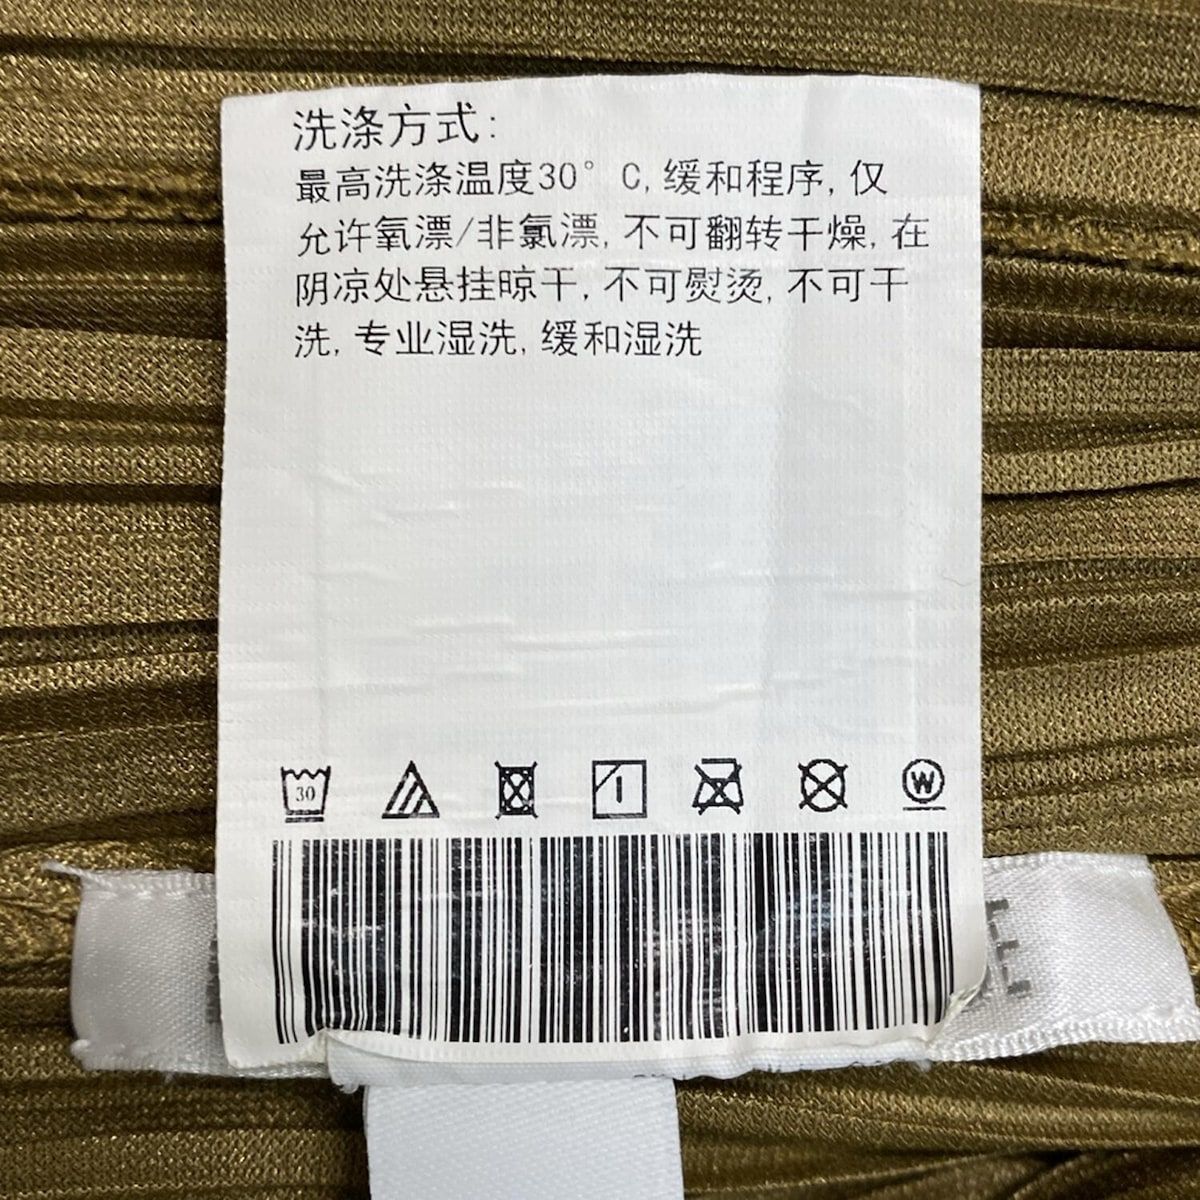 洗涤方式:
最高洗涤温度30° C,缓和程序,仅
允许氧漂/非氯漂,不可翻转干燥,在
阴凉处悬挂晾干,不可熨烫,不可干
洗,专业湿洗,缓和湿洗
30
W